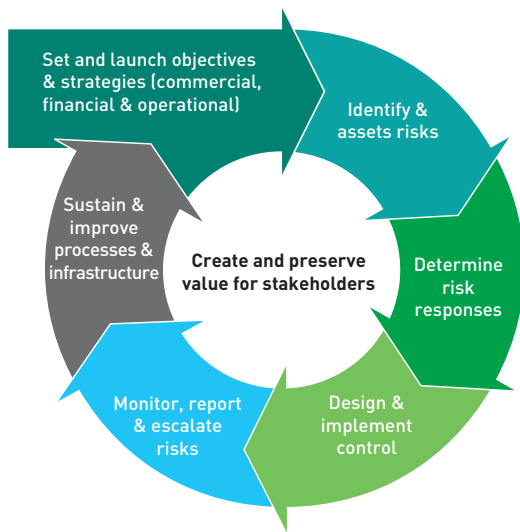 Set and launch objectives
& strategies (commercial,
financial & operational)
Identify &
assets risks
Determine
risk
responses
Design &
implement
control
Monitor, report
& escalate
risks
Sustain &
improve
processes &
infrastructure
Create and preserve
value for stakeholders